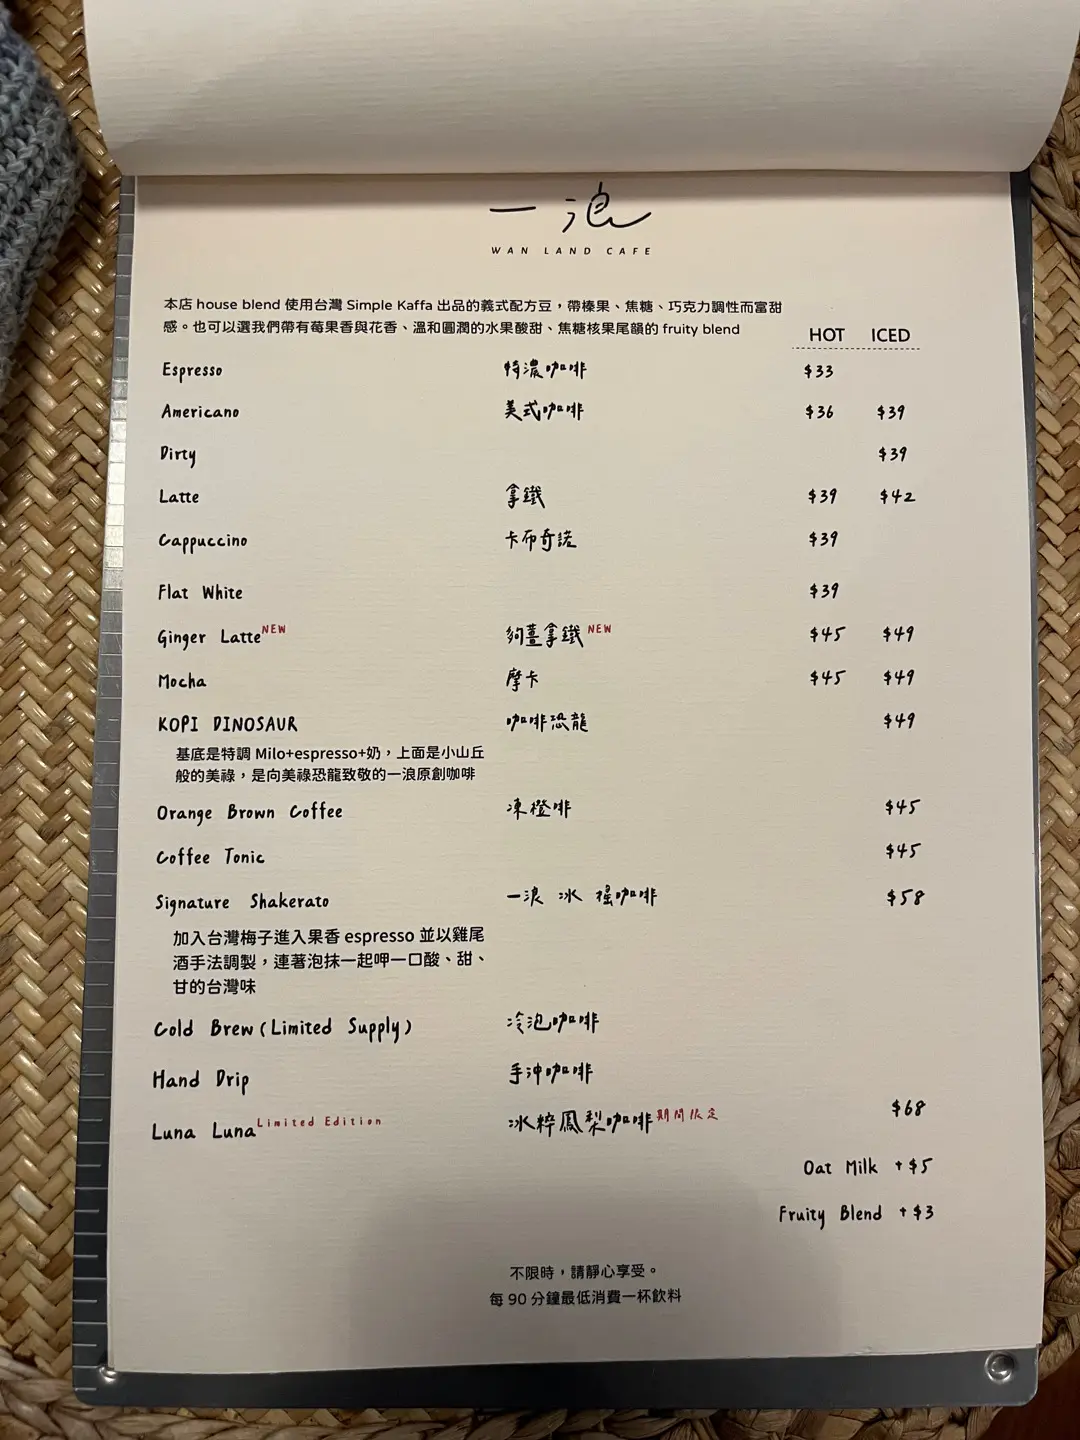 一浪
WAN LAND CAFE
本店 house blend 使用台灣 Simple Kaffa 出品的義式配方豆，帶榛果、焦糖、巧克力調性而富甜
感。也可以選我們帶有莓果香與花香、溫和圓潤的水果酸甜、焦糖核果尾韻的 fruity blend
HOT ICED
Espresso 特濃咖啡 $33
Americano 美式咖啡 $36 $39
Dirty $39
Latte 拿鐵 $39 $42
Cappuccino 卡布奇諾 $39
Flat White $39
Ginger Latte NEW 夠薑拿鐵 NEW $45 $49
Mocha 摩卡 $45 $49
KOPI DINOSAUR 咖啡恐龍 $49
基底是特調 Milo+espresso+奶，上面是小山丘
般的美祿，是向美祿恐龍致敬的一浪原創咖啡
Orange Brown Coffee 凍橙啡 $45
Coffee Tonic $45
Signature Shakerato 一浪 冰 搖咖啡 $58
加入台灣梅子進入果香 espresso 並以雞尾
酒手法調製，連著泡抹一起呷一口酸、甜、
甘的台灣味
Cold Brew (Limited Supply) 冷泡咖啡
Hand Drip 手沖咖啡
Luna Luna Limited Edition 冰粹鳳梨咖啡 期間限定 $68
Oat Milk +$5
Fruity Blend +$3
不限時，請靜心享受。
每 90 分鐘最低消費一杯飲料